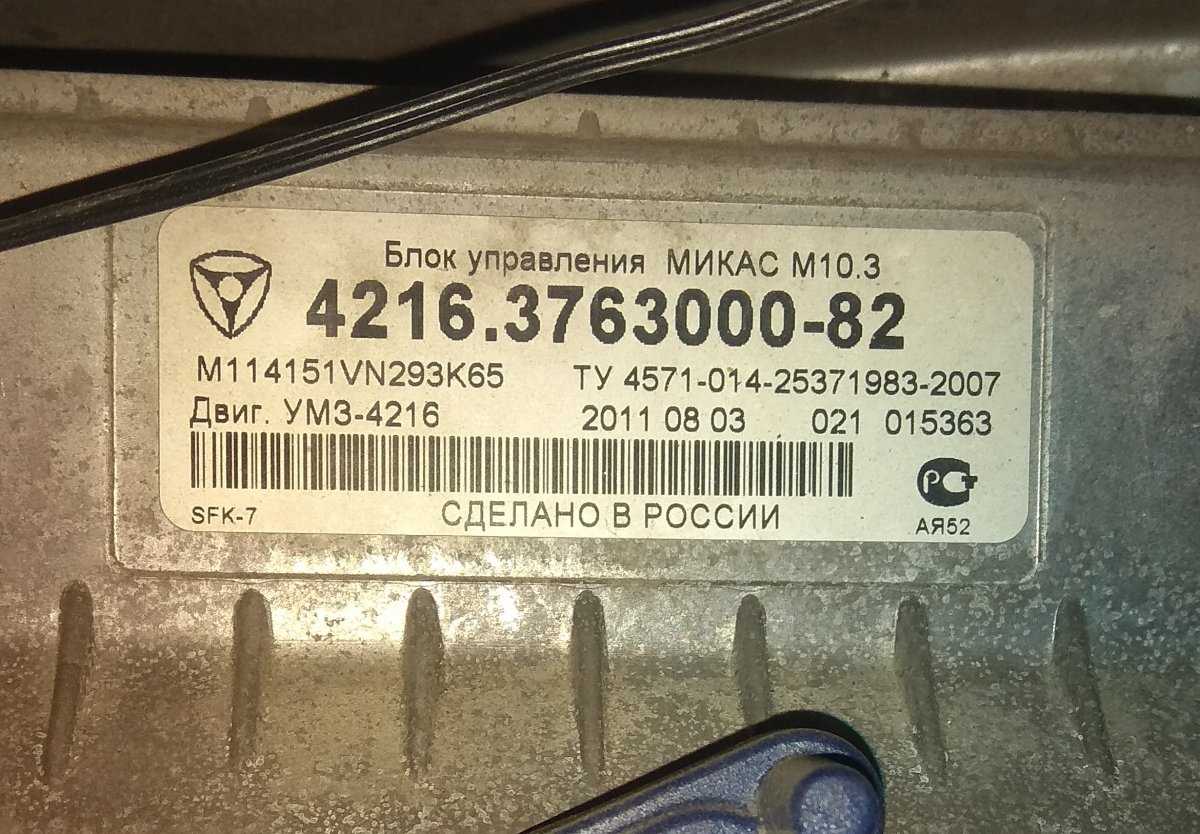 Блок управления МИКАС М10.3
4216.3763000-82
M114151VN293K65 ТУ 4571-014-25371983-2007
Двиг. УМЗ-4216 2011 08 03 021 015363
SFK-7 СДЕЛАНО В РОССИИ АЯ52